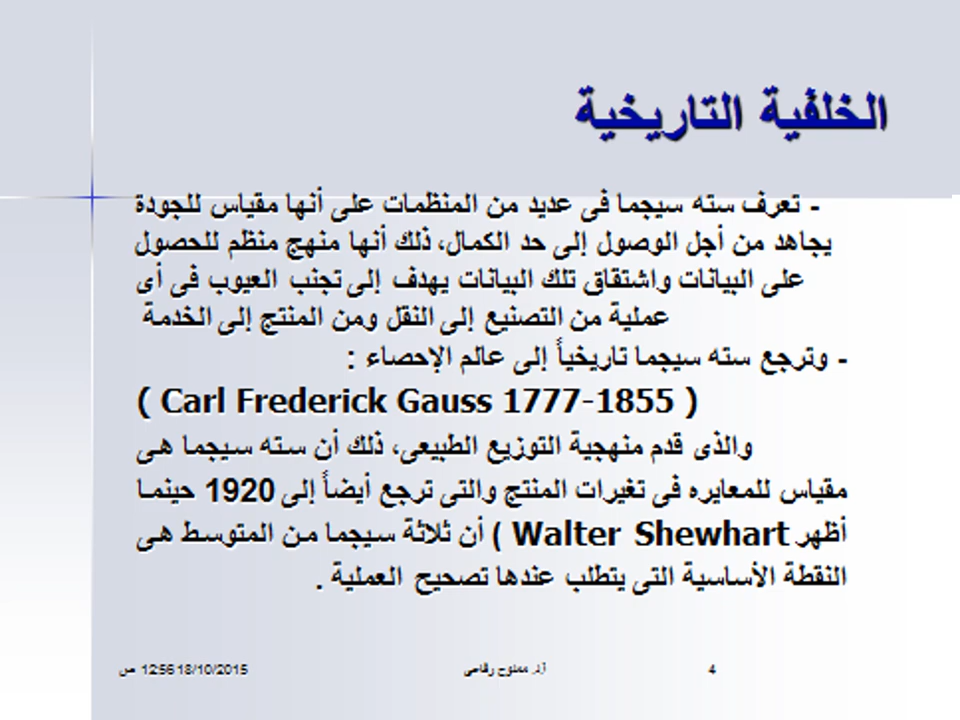 الخلفية التاريخية
- تعرف سته سيجما فى عديد من المنظمات على أنها مقياس للجودة
يجاهد من أجل الوصول إلى حد الكمال، ذلك أنها منهج منظم للحصول
على البيانات واشتقاق تلك البيانات يهدف إلى تجنب العيوب فى أى
عملية من التصنيع إلى النقل ومن المنتج إلى الخدمة
- وترجع سته سيجما تاريخياً إلى عالم الإحصاء :
( Carl Frederick Gauss 1777-1855 )
والذى قدم منهجية التوزيع الطبيعى، ذلك أن سته سيجما هى
مقياس للمعايره فى تغيرات المنتج والتى ترجع أيضاً إلى 1920 حينما
أظهر Walter Shewhart ) أن ثلاثة سيجما من المتوسط هى
النقطة الأساسية التى يتطلب عندها تصحيح العملية .
4 أ.د. ممدوح رفاعى 18/10/2015 12:56 ص